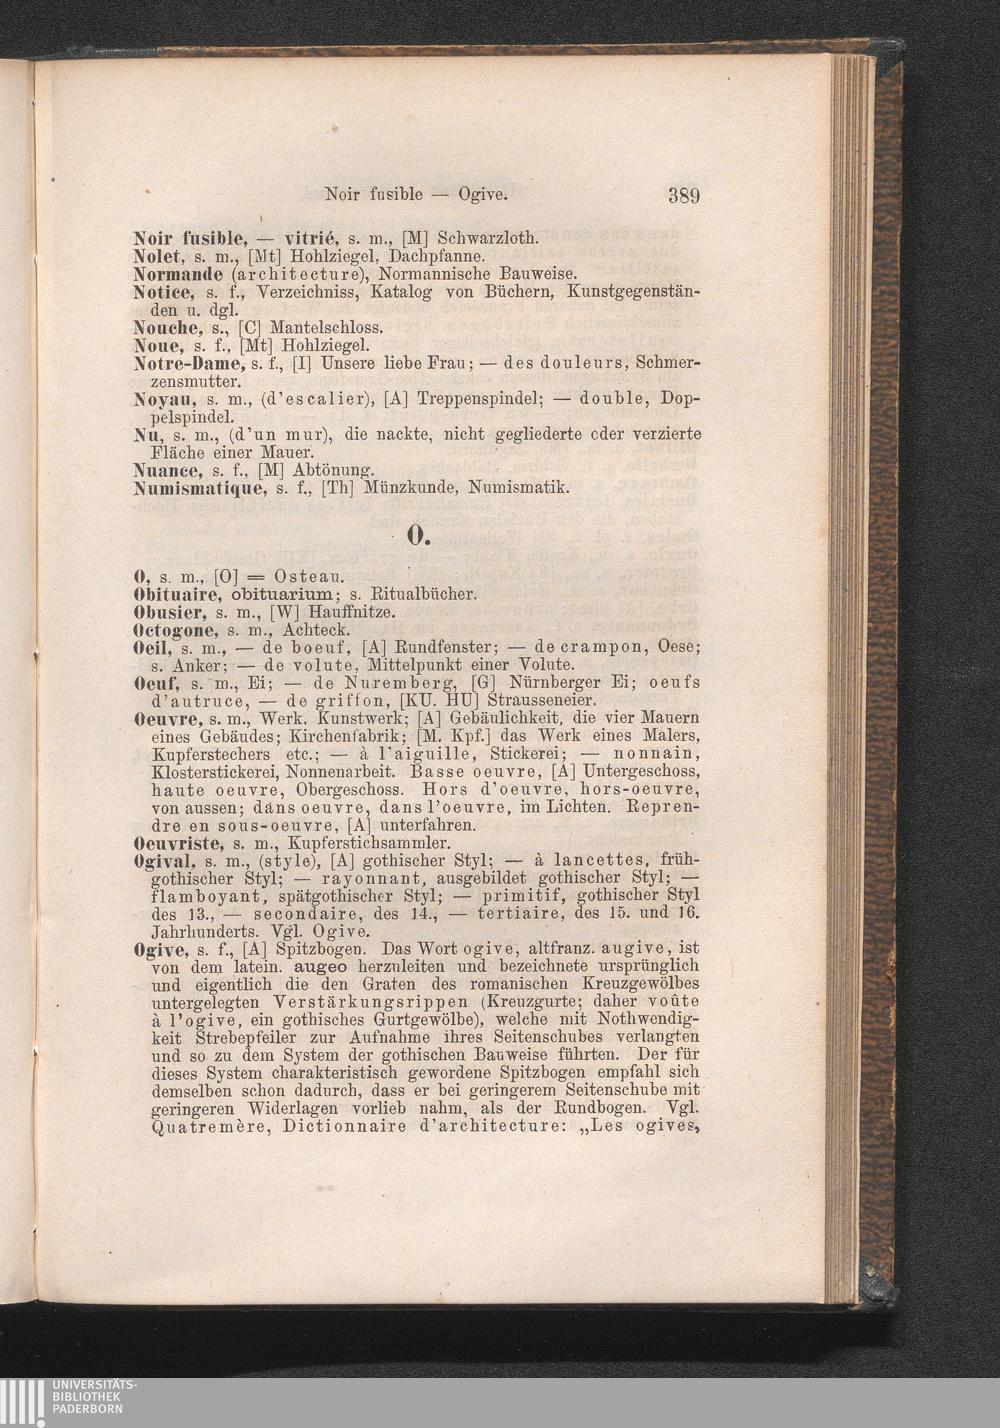 Noir fusible — Ogive. 389
Noir fusible, — vitrié, s. m., [M] Schwarzloth.
Nolet, s. m., [Mt] Hohlziegel, Dachpfanne.
Normande (architecture), Normannische Bauweise.
Notice, s. f., Verzeichniss, Katalog von Büchern, Kunstgegenstän-
den u. dgl.
Nouche, s., [C] Mantelschloss.
Noue, s. f., [Mt] Hohlziegel.
Notre-Dame, s. f., [I] Unsere liebe Frau; — des douleurs, Schmer-
zensmutter.
Noyau, s. m., (d'escalier), [A] Treppenspindel; — double, Dop-
pelspindel.
Nu, s. m., (d'un mur), die nackte, nicht gegliederte oder verzierte
Fläche einer Mauer.
Nuance, s. f., [M] Abtönung.
Numismatique, s. f., [Th] Münzkunde, Numismatik.
O.
O, s. m., [O] = Osteau.
Obituaire, obituarium; s. Ritualbücher.
Obusier, s. m., [W] Hauffnitze.
Octogone, s. m., Achteck.
Oeil, s. m., — de boeuf, [A] Rundfenster; — de crampon, Oese;
s. Anker; — de volute, Mittelpunkt einer Volute.
Oeuf, s. m., Ei; — de Nuremberg, [G] Nürnberger Ei; oeufs
d'autruce, — de griffon, [KU. HU] Strausseneier.
Oeuvre, s. m., Werk, Kunstwerk; [A] Gebäulichkeit, die vier Mauern
eines Gebäudes; Kirchenfabrik; [M. Kpf.] das Werk eines Malers,
Kupferstechers etc.; — à l'aiguille, Stickerei; — nonnain,
Klosterstickerei, Nonnenarbeit. Basse oeuvre, [A] Untergeschoss,
haute oeuvre, Obergeschoss. Hors d'oeuvre, hors-oeuvre,
von aussen; dans oeuvre, dans l'oeuvre, im Lichten. Repren-
dre en sous-oeuvre, [A] unterfahren.
Oeuvriste, s. m., Kupferstichsammler.
Ogival, s. m., (style), [A] gothischer Styl; — à lancettes, früh-
gothischer Styl; — rayonnant, ausgebildet gothischer Styl; —
flamboyant, spätgothischer Styl; — primitif, gothischer Styl
des 13., — secondaire, des 14., — tertiaire, des 15. und 16.
Jahrhunderts. Vgl. Ogive.
Ogive, s. f., [A] Spitzbogen. Das Wort ogive, altfranz. augive, ist
von dem latein. augeo herzuleiten und bezeichnete ursprünglich
und eigentlich die den Graten des romanischen Kreuzgewölbes
untergelegten Verstärkungsrippen (Kreuzgurte; daher voûte
à l'ogive, ein gothisches Gurtgewölbe), welche mit Nothwendig-
keit Strebepfeiler zur Aufnahme ihres Seitenschubes verlangten
und so zu dem System der gothischen Bauweise führten. Der für
dieses System charakteristisch gewordene Spitzbogen empfahl sich
demselben schon dadurch, dass er bei geringerem Seitenschube mit
geringeren Widerlagen vorlieb nahm, als der Rundbogen. Vgl.
Quatremère, Dictionnaire d'architecture: „Les ogives,
UNIVERSITÄTS-
BIBLIOTHEK
PADERBORN